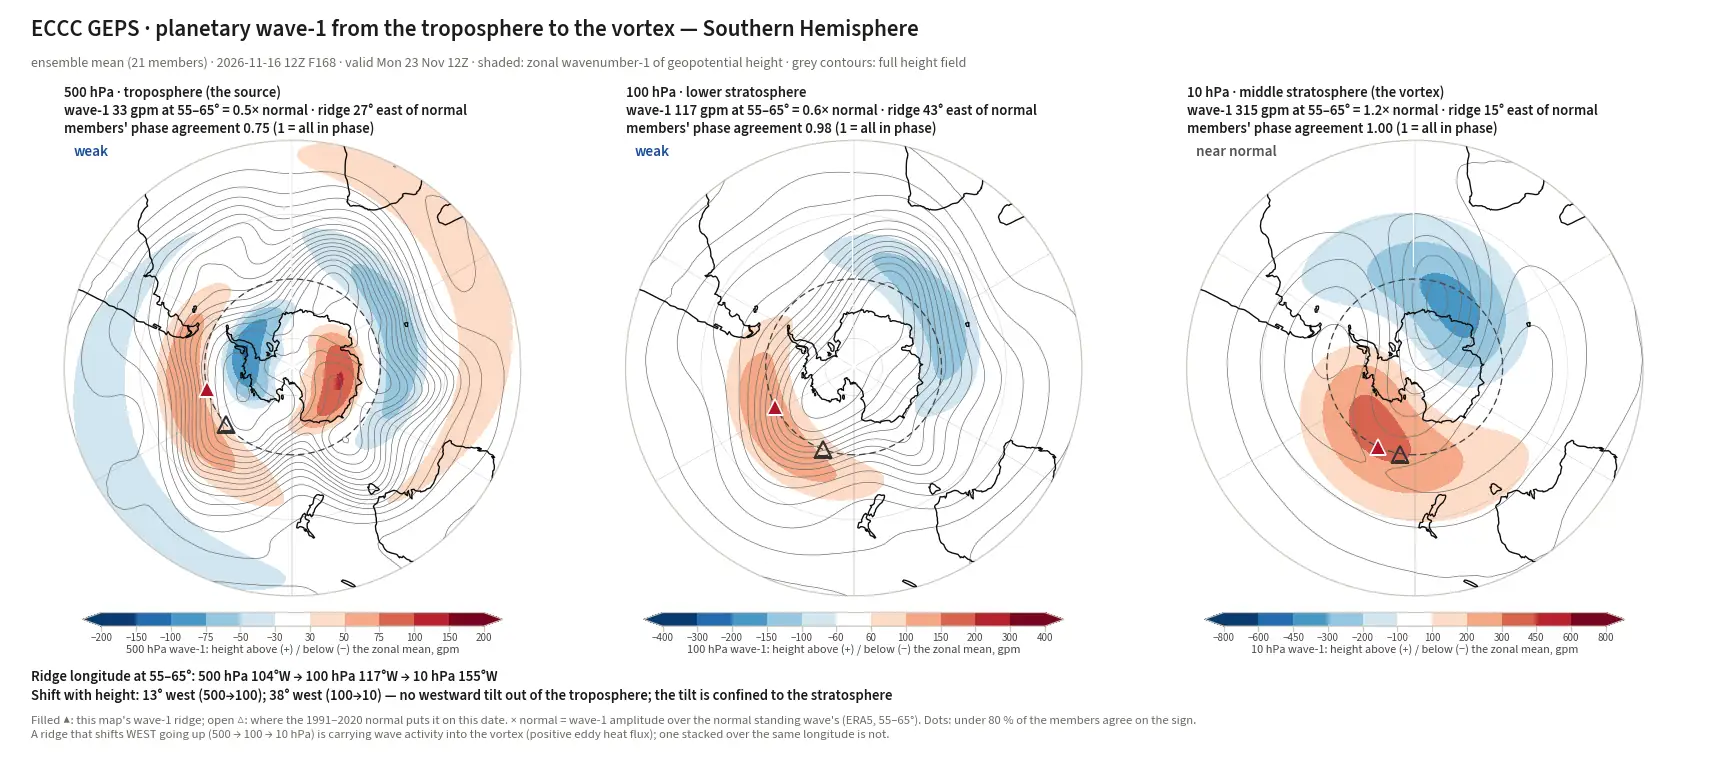 ECCC GEPS · planetary wave-1 from the troposphere to the vortex — Southern Hemisphere
ensemble mean (21 members) · 2026-11-16 12Z F168 · valid Mon 23 Nov 12Z · shaded: zonal wavenumber-1 of geopotential height · grey contours: full height field
500 hPa · troposphere (the source)
wave-1 33 gpm at 55–65° = 0.5× normal · ridge 27° east of normal
members' phase agreement 0.75 (1 = all in phase)
weak
100 hPa · lower stratosphere
wave-1 117 gpm at 55–65° = 0.6× normal · ridge 43° east of normal
members' phase agreement 0.98 (1 = all in phase)
weak
10 hPa · middle stratosphere (the vortex)
wave-1 315 gpm at 55–65° = 1.2× normal · ridge 15° east of normal
members' phase agreement 1.00 (1 = all in phase)
near normal
−200 −150 −100 −75 −50 −30 30 50 75 100 150 200
500 hPa wave-1: height above (+) / below (−) the zonal mean, gpm
−400 −300 −200 −150 −100 −60 60 100 150 200 300 400
100 hPa wave-1: height above (+) / below (−) the zonal mean, gpm
−800 −600 −450 −300 −200 −100 100 200 300 450 600 800
10 hPa wave-1: height above (+) / below (−) the zonal mean, gpm
Ridge longitude at 55–65°: 500 hPa 104°W → 100 hPa 117°W → 10 hPa 155°W
Shift with height: 13° west (500→100); 38° west (100→10) — no westward tilt out of the troposphere; the tilt is confined to the stratosphere
Filled ▲: this map's wave-1 ridge; open △: where the 1991–2020 normal puts it on this date. × normal = wave-1 amplitude over the normal standing wave's (ERA5, 55–65°). Dots: under 80 % of the members agree on the sign.
A ridge that shifts WEST going up (500 → 100 → 10 hPa) is carrying wave activity into the vortex (positive eddy heat flux); one stacked over the same longitude is not.